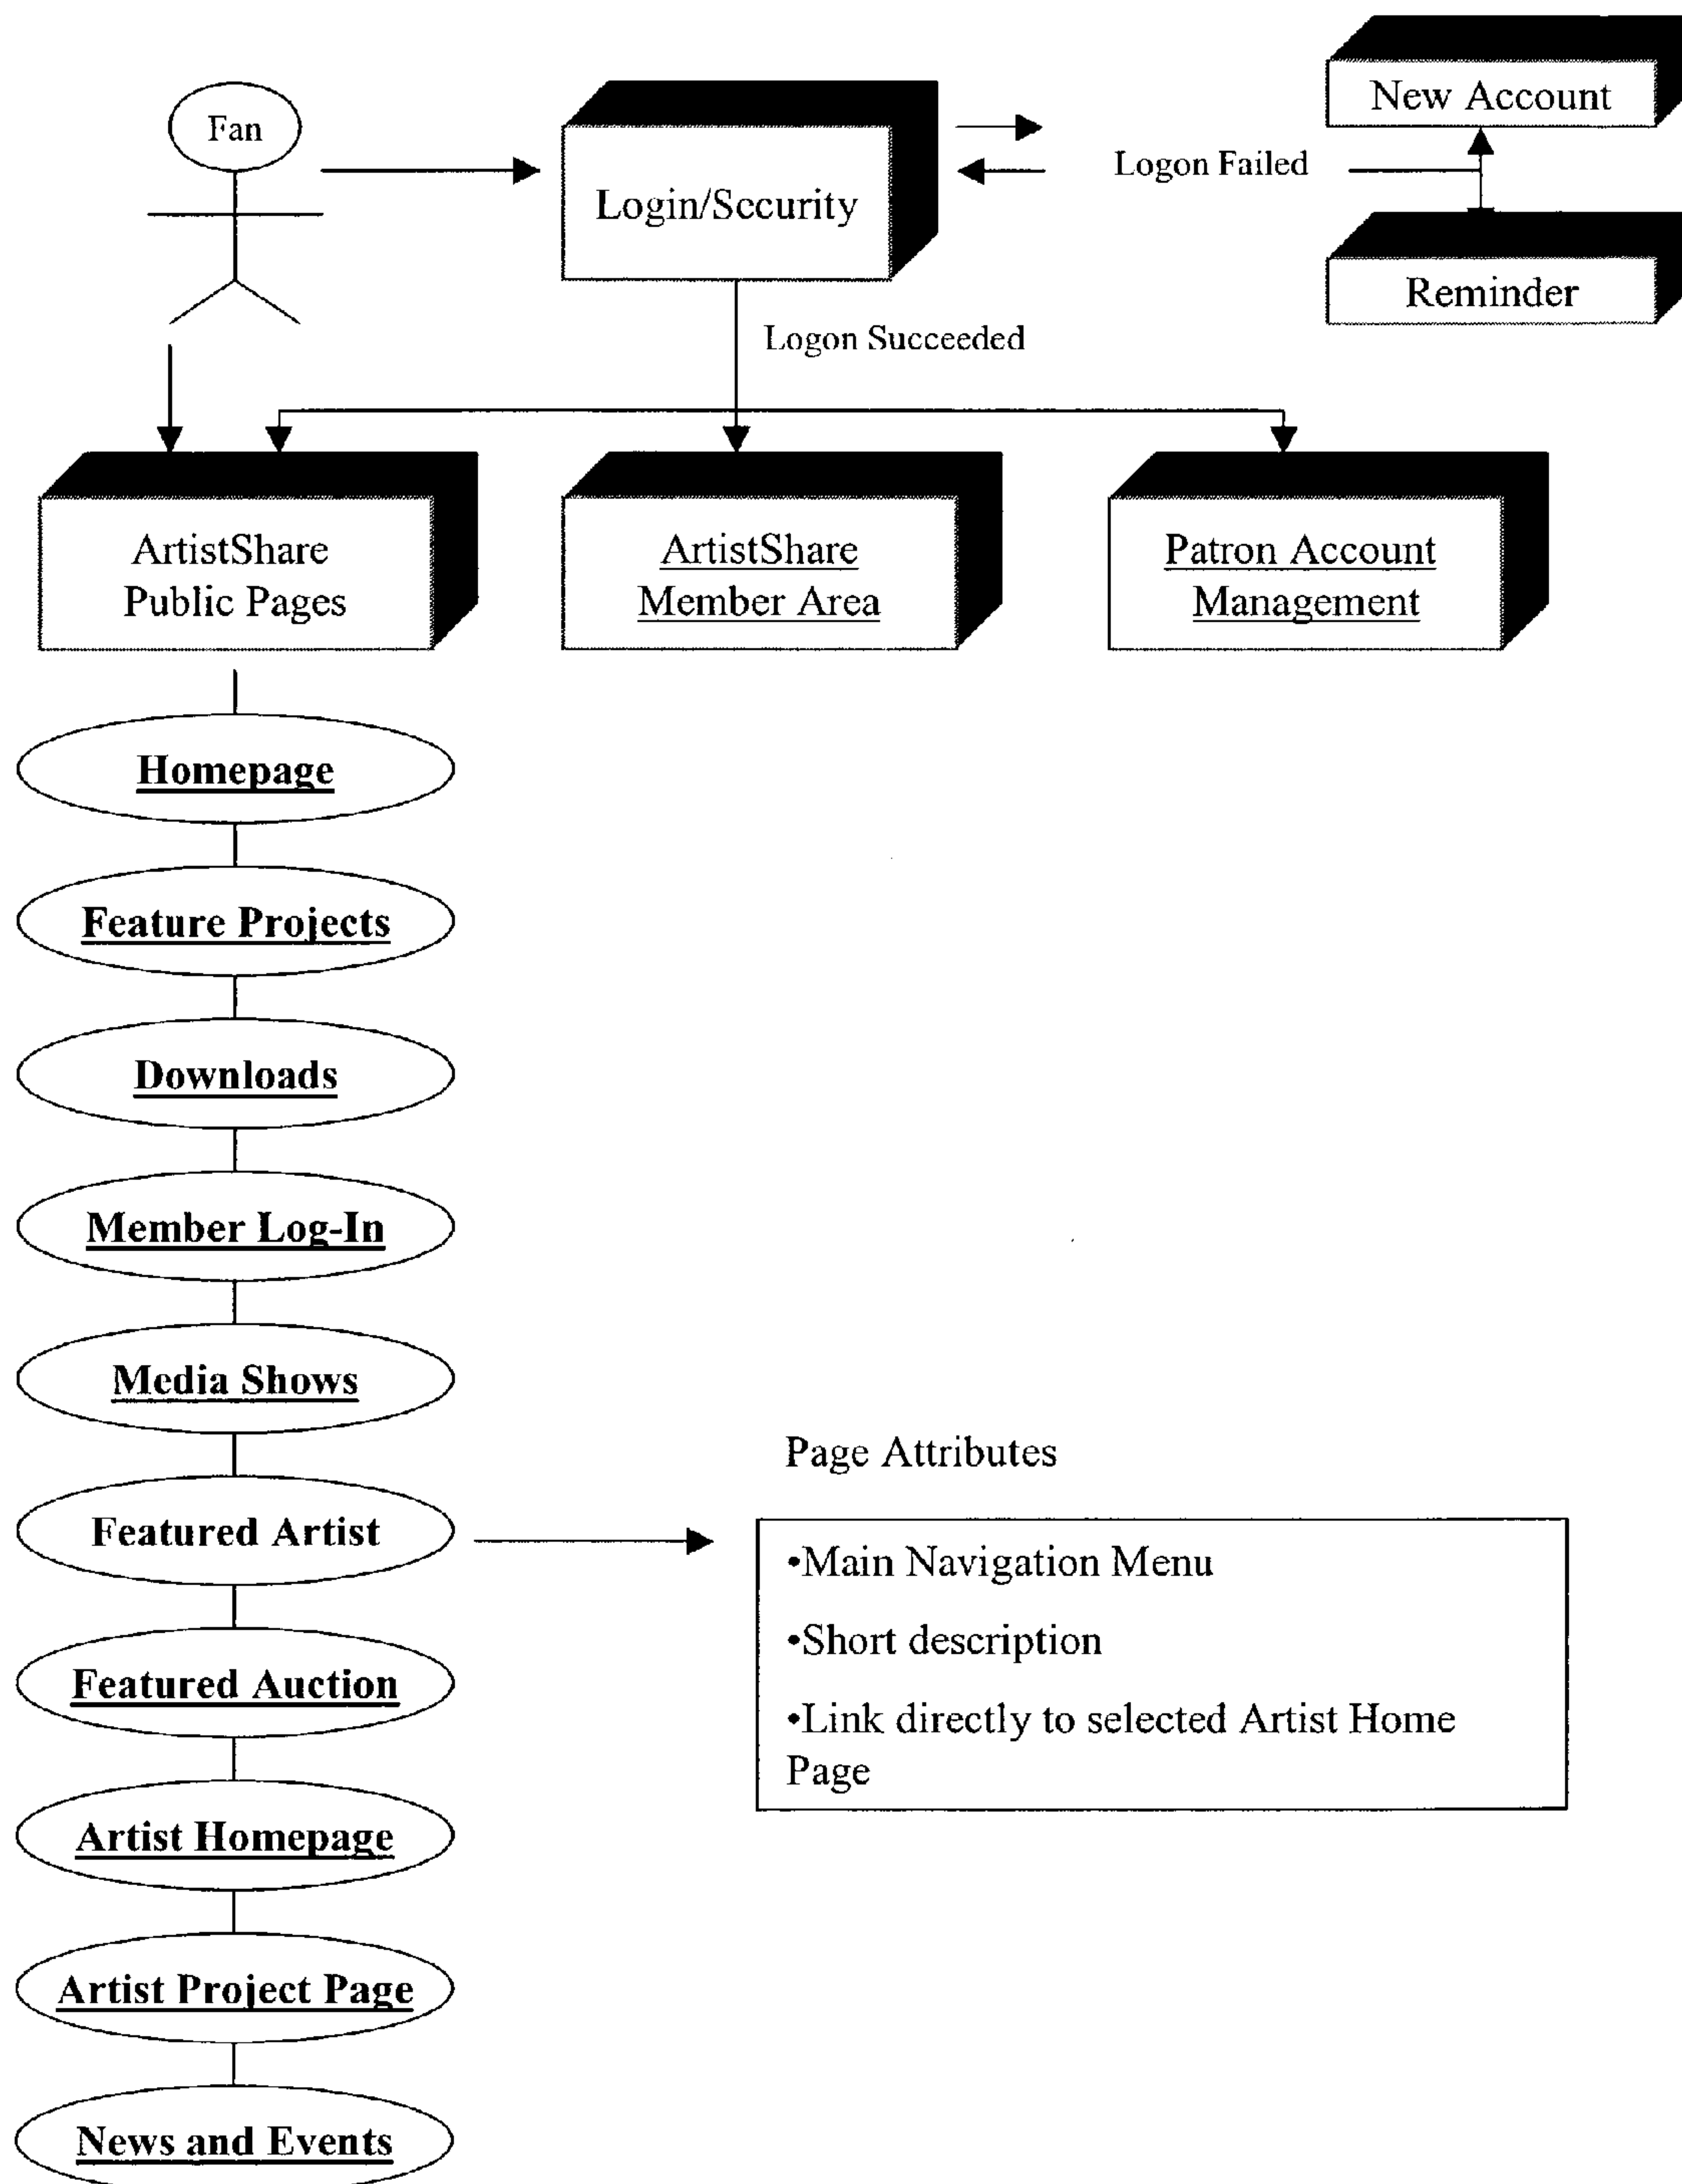 Fan
Login/Security
Logon Failed
New Account
Reminder
Logon Succeeded
ArtistShare
Public Pages
ArtistShare
Member Area
Patron Account
Management
Homepage
Feature Projects
Downloads
Member Log-In
Media Shows
Featured Artist
Featured Auction
Artist Homepage
Artist Project Page
News and Events
Page Attributes
•Main Navigation Menu
•Short description
•Link directly to selected Artist Home
Page